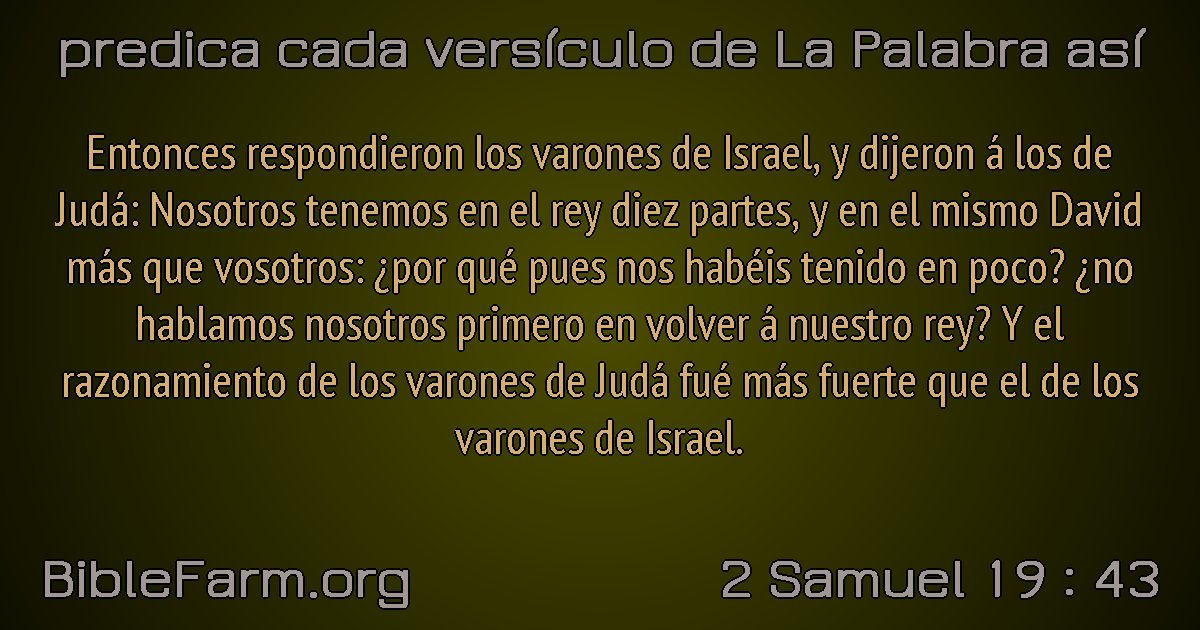 predica cada versículo de La Palabra así
Entonces respondieron los varones de Israel, y dijeron á los de
Judá: Nosotros tenemos en el rey diez partes, y en el mismo David
más que vosotros: ¿por qué pues nos habéis tenido en poco? ¿no
hablamos nosotros primero en volver á nuestro rey? Y el
razonamiento de los varones de Judá fué más fuerte que el de los
varones de Israel.
BibleFarm.org
2 Samuel 19 : 43